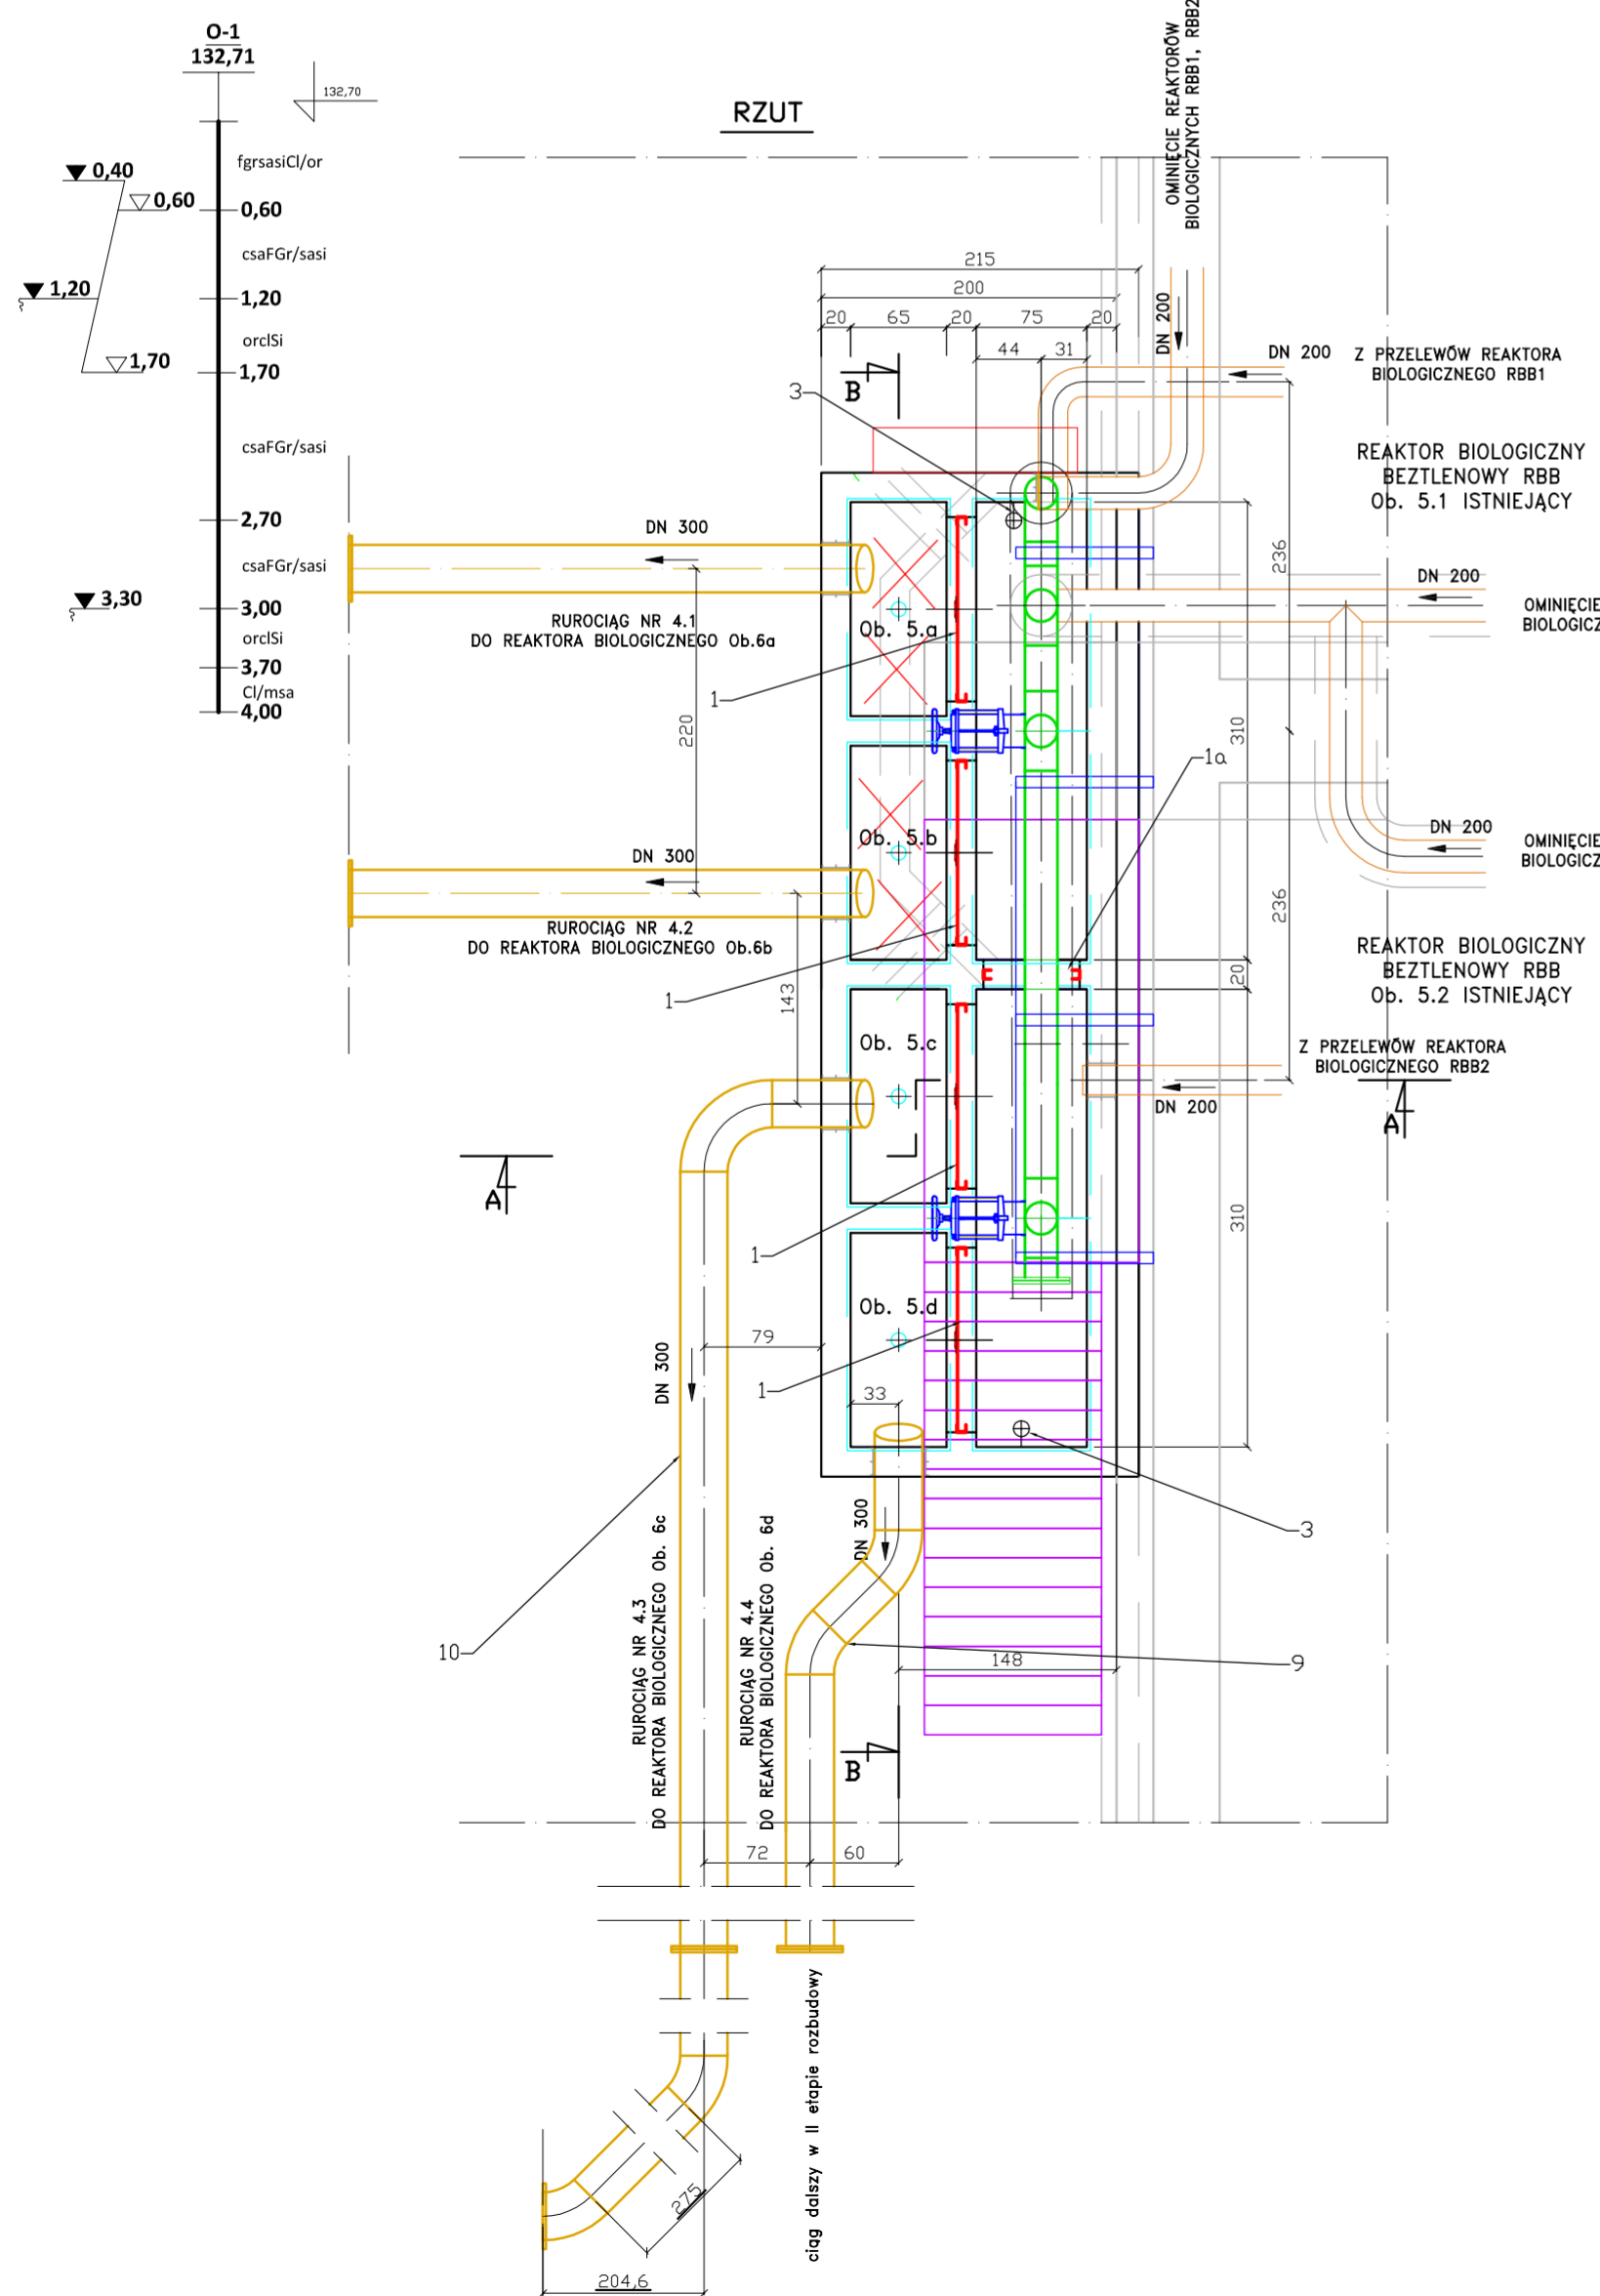 O-1
132,71
132,70
RZUT
OMINIĘCIE REAKTORÓW
BIOLOGICZNYCH RBB1, RBB2
fgrsasiCl/or
0,40
0,60
0,60
csaFGr/sasi
1,20
1,20
orclSi
1,70
1,70
csaFGr/sasi
2,70
csaFGr/sasi
3,30
3,00
orclSi
3,70
Cl/msa
4,00
215
200
20
65
20
75
20
44
31
B
3
DN 200
DN 200
Z PRZELEWÓW REAKTORA
BIOLOGICZNEGO RBB1
REAKTOR BIOLOGICZNY
BEZTLENOWY RBB
Ob. 5.1 ISTNIEJĄCY
DN 300
RUROCIĄG NR 4.1
DO REAKTORA BIOLOGICZNEGO Ob.6a
Ob. 5.a
236
DN 200
OMINIĘCIE
BIOLOGICZ
1
220
310
1a
Ob. 5.b
DN 200
OMINIĘCIE
BIOLOGICZ
DN 300
RUROCIĄG NR 4.2
DO REAKTORA BIOLOGICZNEGO Ob.6b
236
REAKTOR BIOLOGICZNY
BEZTLENOWY RBB
Ob. 5.2 ISTNIEJĄCY
20
143
1
Ob. 5.c
Z PRZELEWÓW REAKTORA
BIOLOGICZNEGO RBB2
DN 200
A
A
310
1
Ob. 5.d
79
33
1
DN 300
DN 300
3
10
RUROCIĄG NR 4.3
DO REAKTORA BIOLOGICZNEGO Ob. 6c
RUROCIĄG NR 4.4
DO REAKTORA BIOLOGICZNEGO Ob. 6d
148
9
B
72
60
ciąg dalszy w II etapie rozbudowy
275
204,6